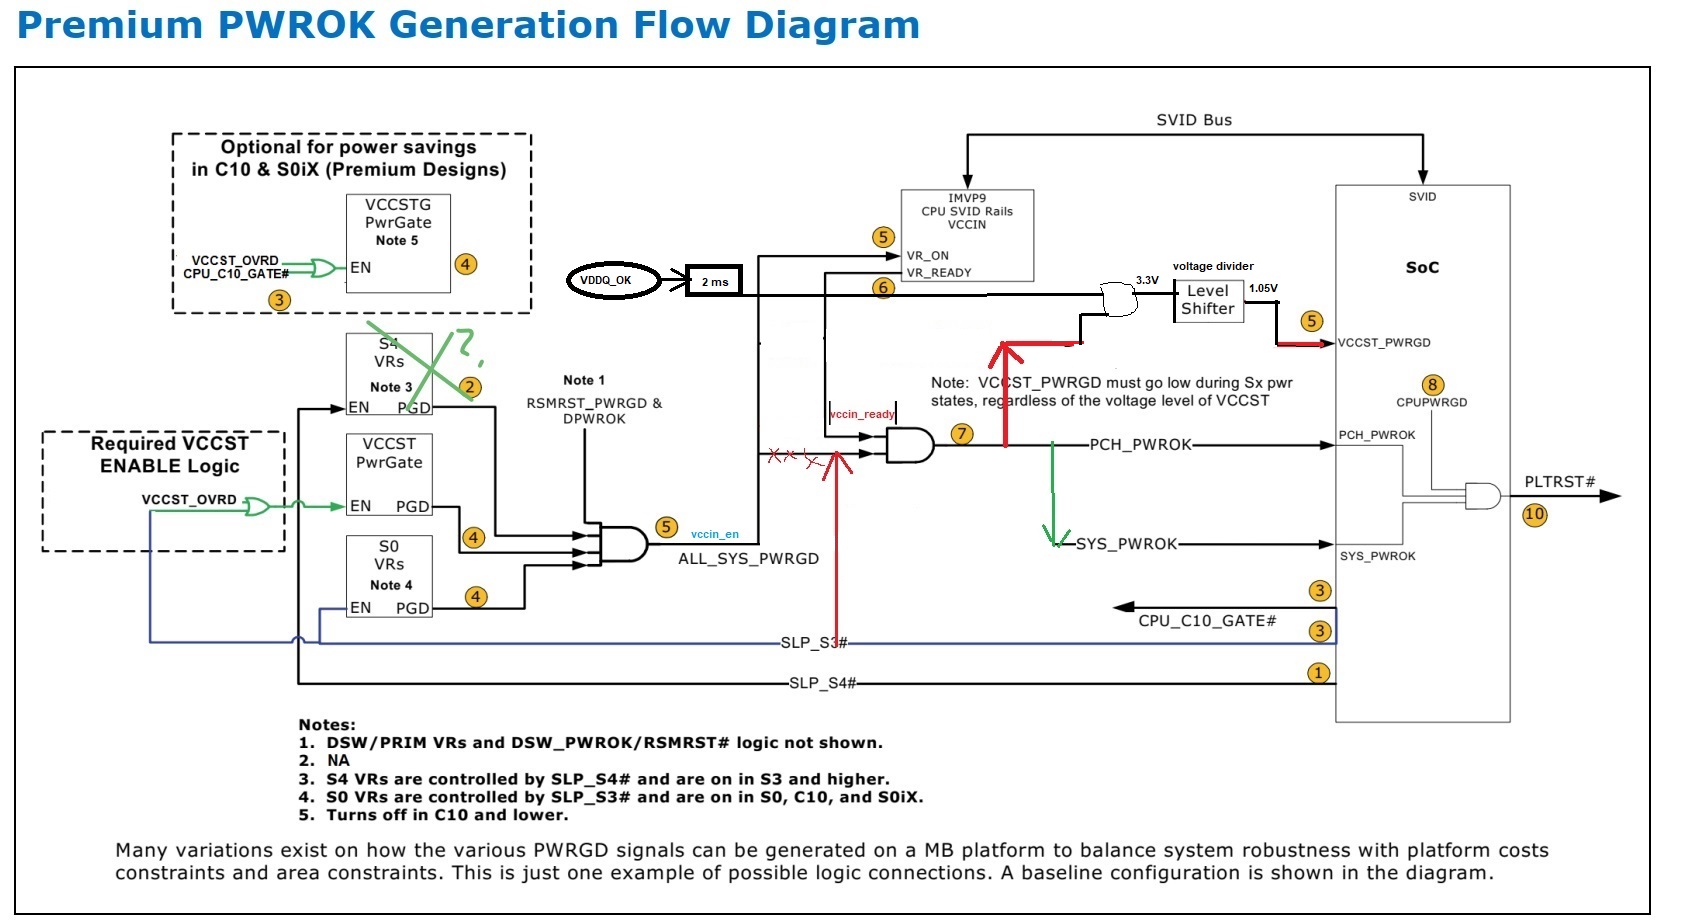 Premium PWROK Generation Flow Diagram
SVID Bus
Optional for power savings
in C10 & S0iX (Premium Designs)
VCCSTG
PwrGate
Note 5
VCCST_OVRD
CPU_C10_GATE#
EN
4
3
IMVP9
CPU SVID Rails
VCCIN
5
VR_ON
VR_READY
6
VDDQ_OK
2 ms
3.3V
voltage divider
Level
Shifter
1.05V
SVID
SoC
5
VCCST_PWRGD
S4
VRs
Note 3
2
EN
PGD
?
Note 1
RSMRST_PWRGD &
DPWROK
Note: VCCST_PWRGD must go low during Sx pwr
states, regardless of the voltage level of VCCST
8
CPUPWRGD
vccin_ready
7
PCH_PWROK
PCH_PWROK
xxx
Required VCCST
ENABLE Logic
VCCST_OVRD
VCCST
PwrGate
EN
PGD
4
S0
VRs
Note 4
EN
PGD
4
5
vccin_en
ALL_SYS_PWRGD
SYS_PWROK
SYS_PWROK
PLTRST#
10
3
CPU_C10_GATE#
3
SLP_S3#
1
SLP_S4#
Notes:
1. DSW/PRIM VRs and DSW_PWROK/RSMRST# logic not shown.
2. NA
3. S4 VRs are controlled by SLP_S4# and are on in S3 and higher.
4. S0 VRs are controlled by SLP_S3# and are on in S0, C10, and S0iX.
5. Turns off in C10 and lower.
Many variations exist on how the various PWRGD signals can be generated on a MB platform to balance system robustness with platform costs
constraints and area constraints. This is just one example of possible logic connections. A baseline configuration is shown in the diagram.